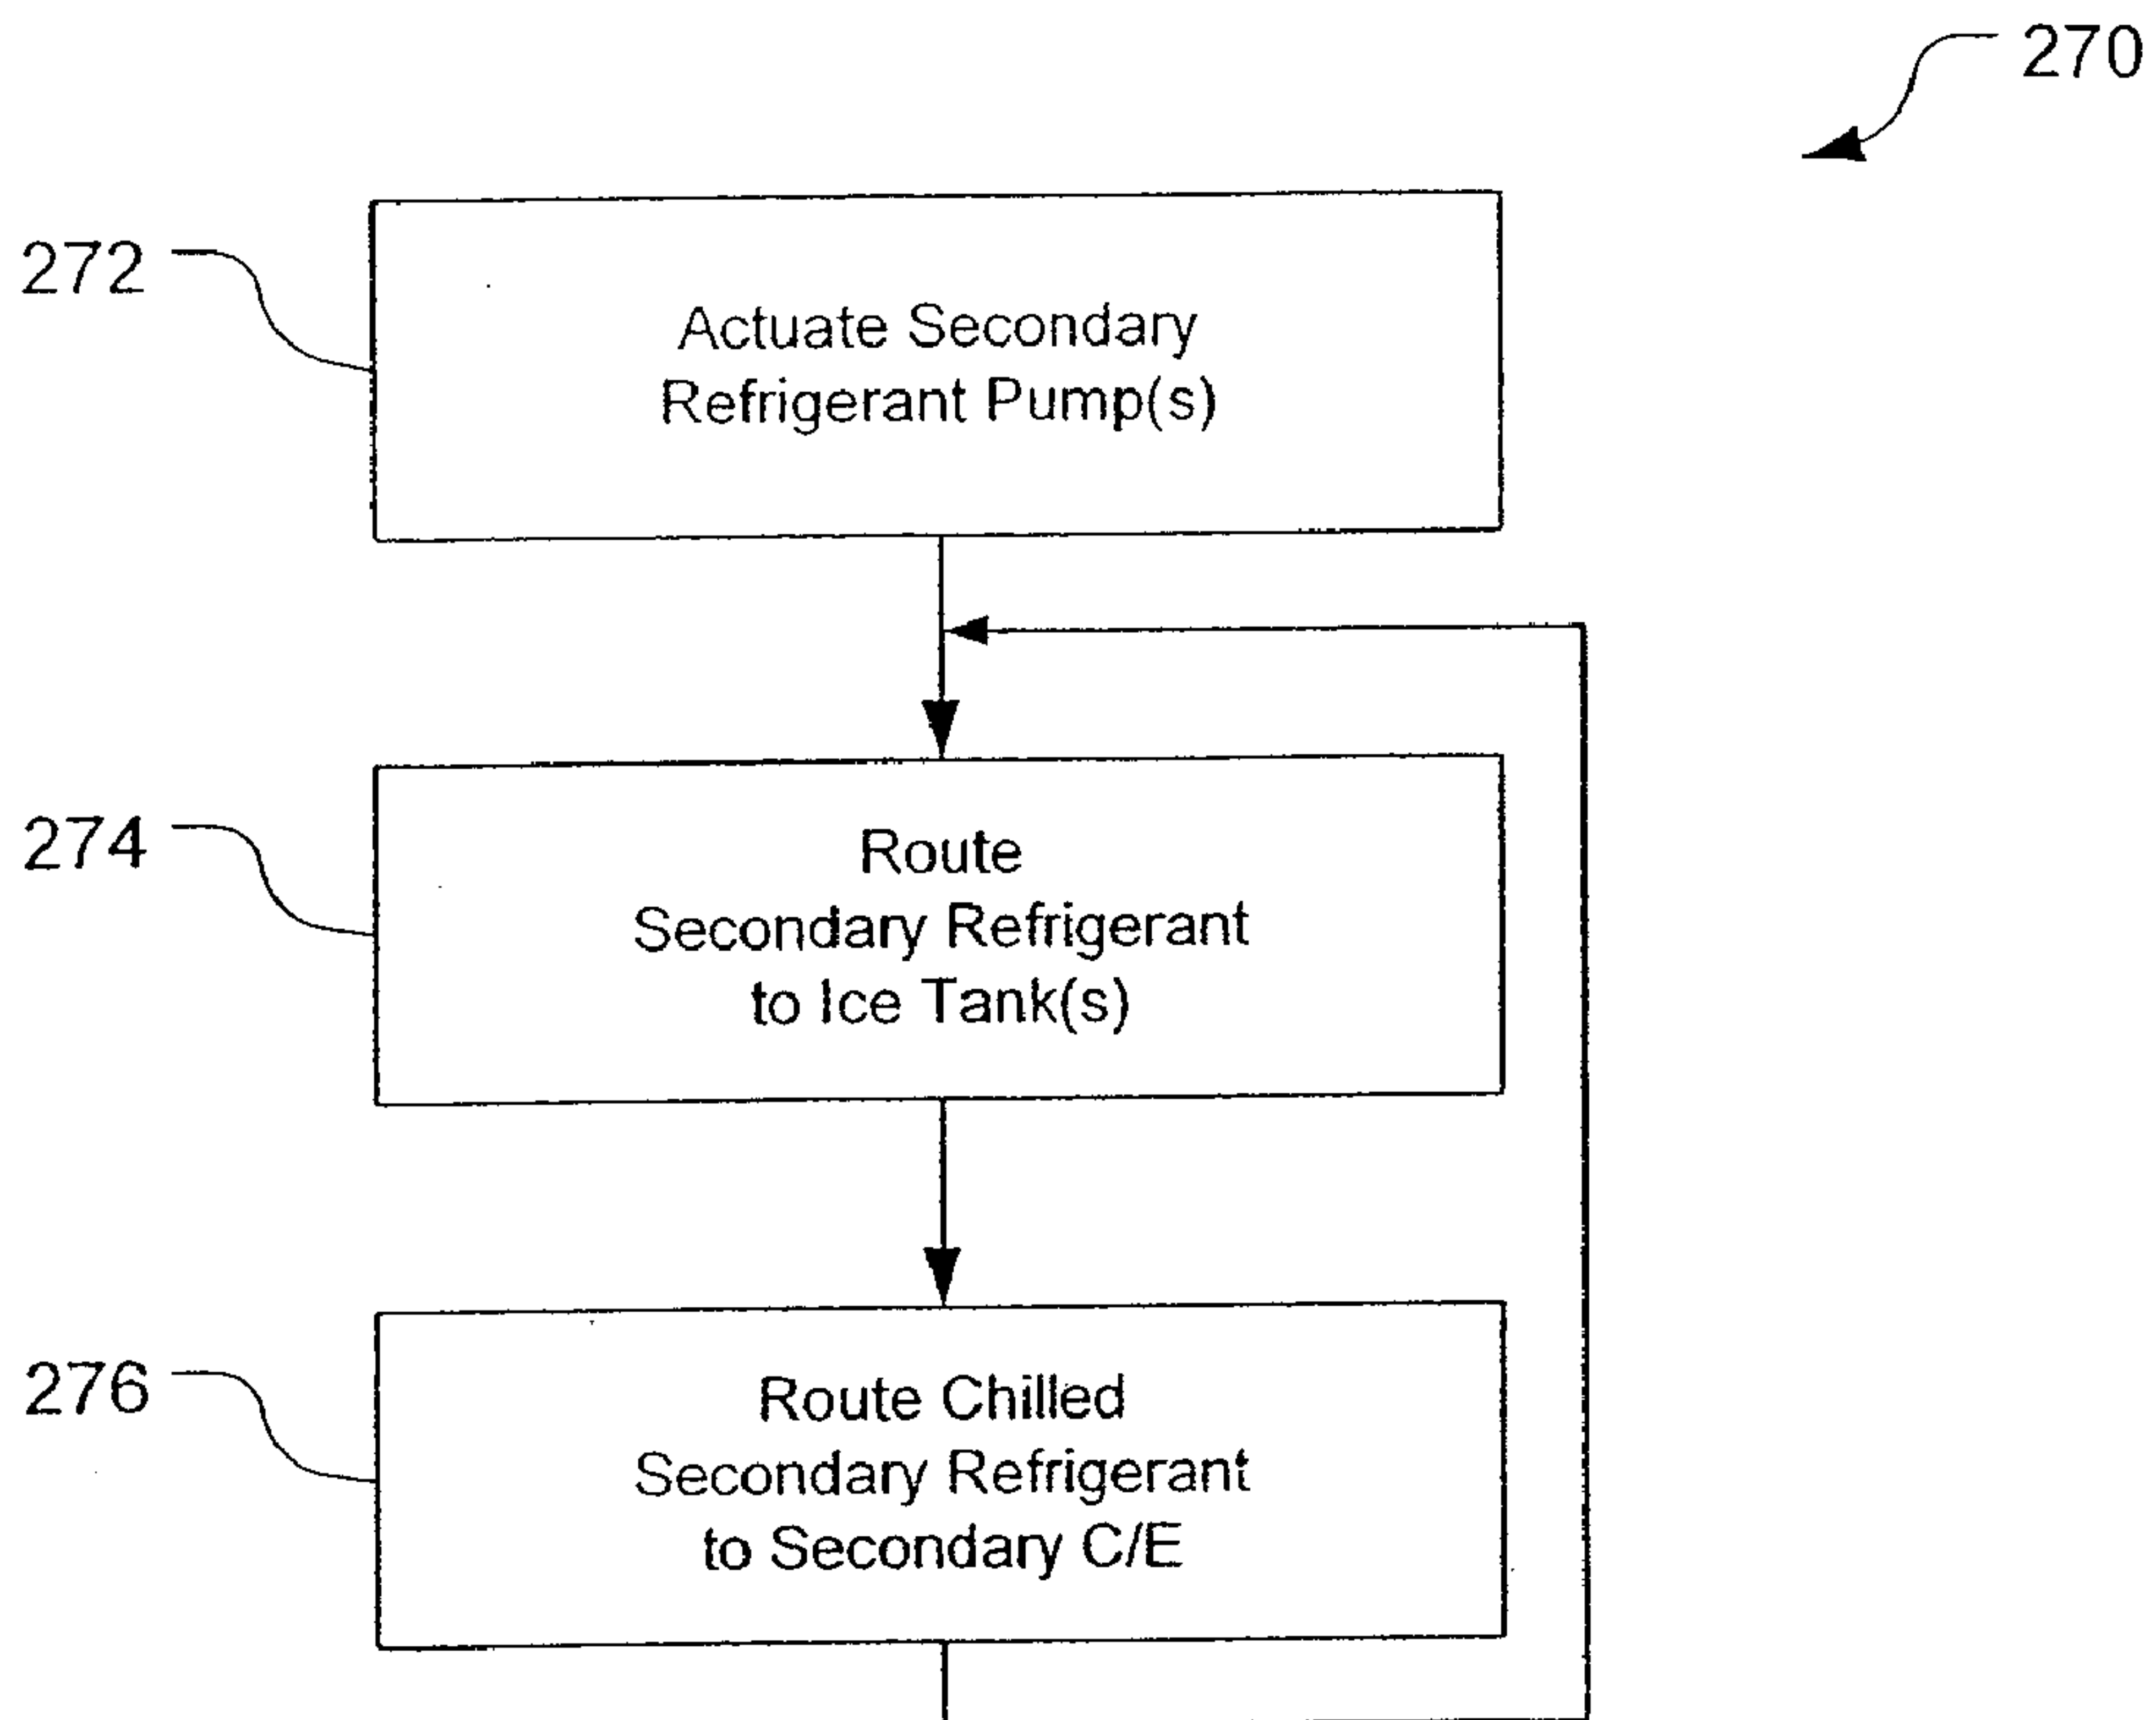 270
272
Actuate Secondary
Refrigerant Pump(s)
274
Route
Secondary Refrigerant
to Ice Tank(s)
276
Route Chilled
Secondary Refrigerant
to Secondary C/E